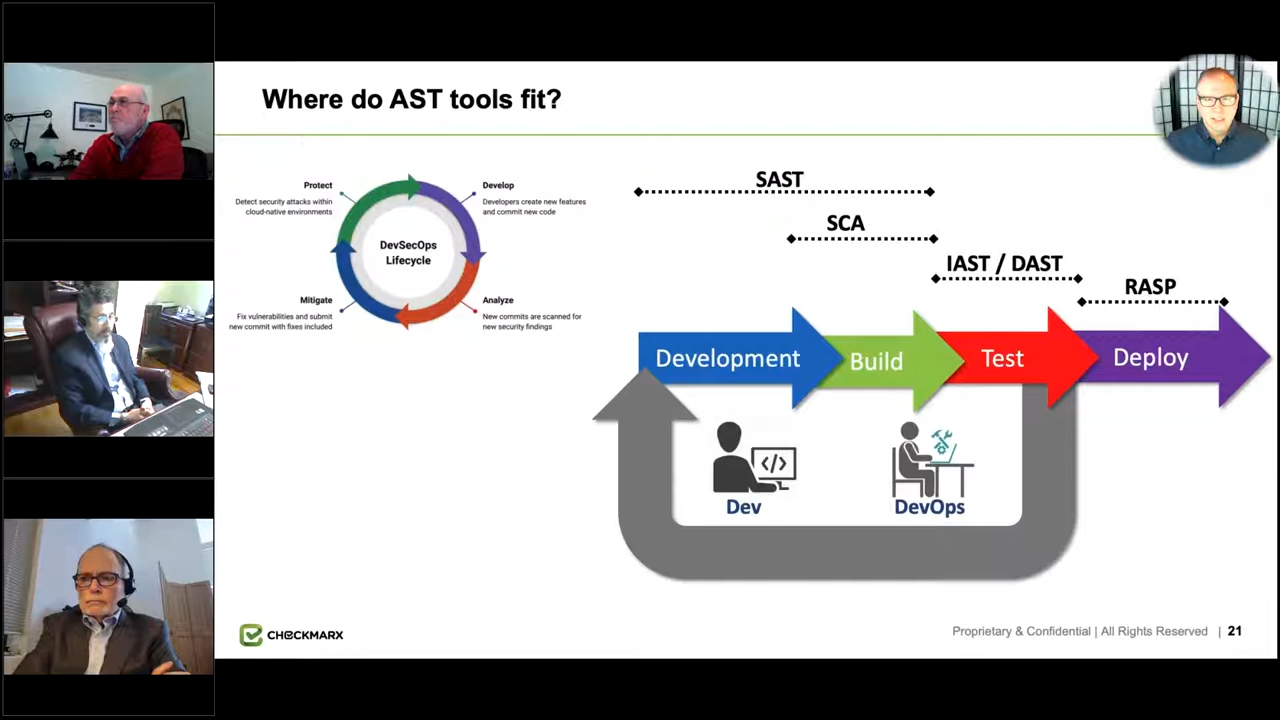 Where do AST tools fit?
Protect
Detect security attacks within
cloud-native environments
Develop
Developers create new features
and commit new code
DevSecOps
Lifecycle
Mitigate
Fix vulnerabilities and submit
new commit with fixes included
Analyze
New commits are scanned for
new security findings
SAST
SCA
IAST / DAST
RASP
Development
Build
Test
Deploy
</>
Dev
DevOps
CHECKMARX
Proprietary & Confidential | All Rights Reserved | 21